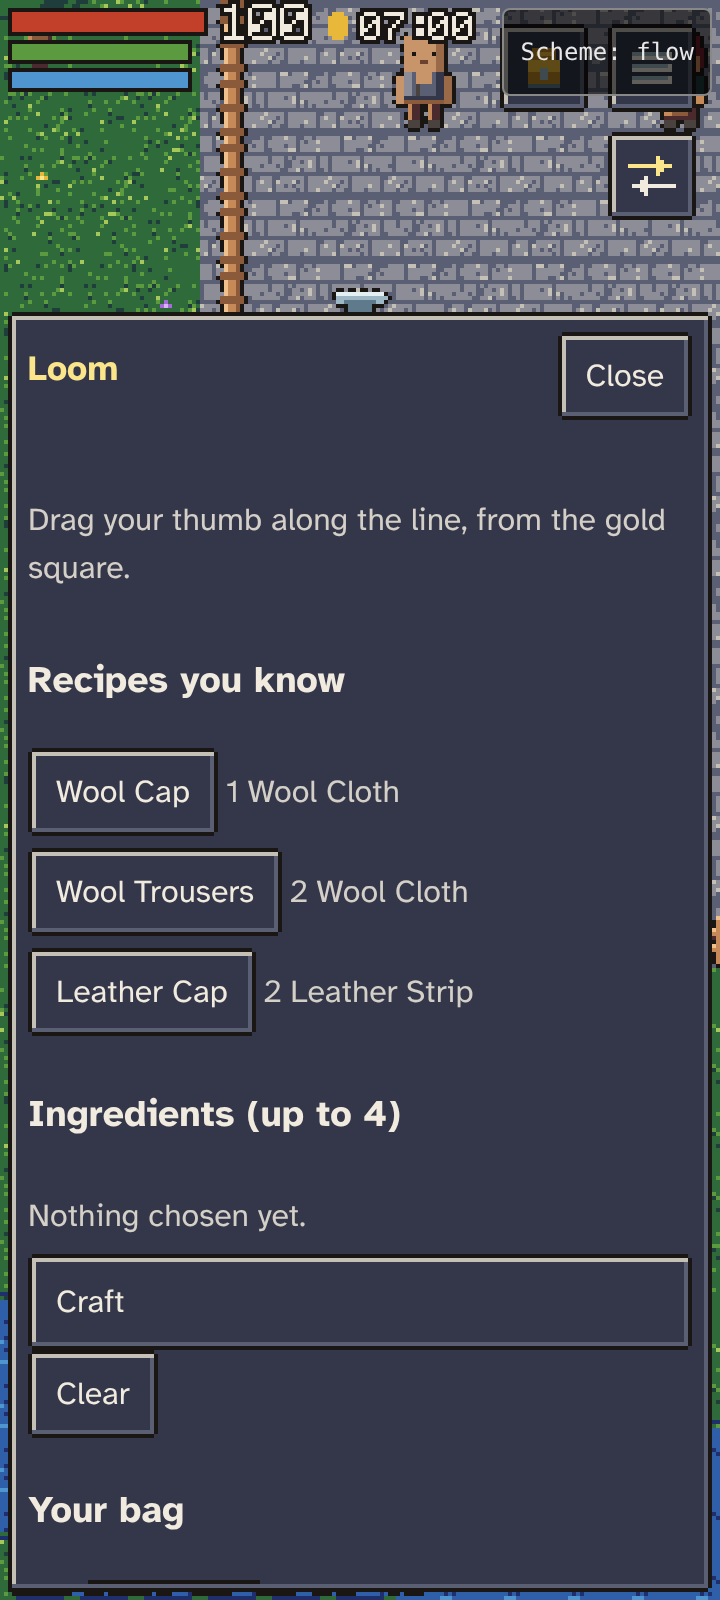 100
07:00
Scheme: flow
Loom
Close
Drag your thumb along the line, from the gold
square.
Recipes you know
Wool Cap 1 Wool Cloth
Wool Trousers 2 Wool Cloth
Leather Cap 2 Leather Strip
Ingredients (up to 4)
Nothing chosen yet.
Craft
Clear
Your bag